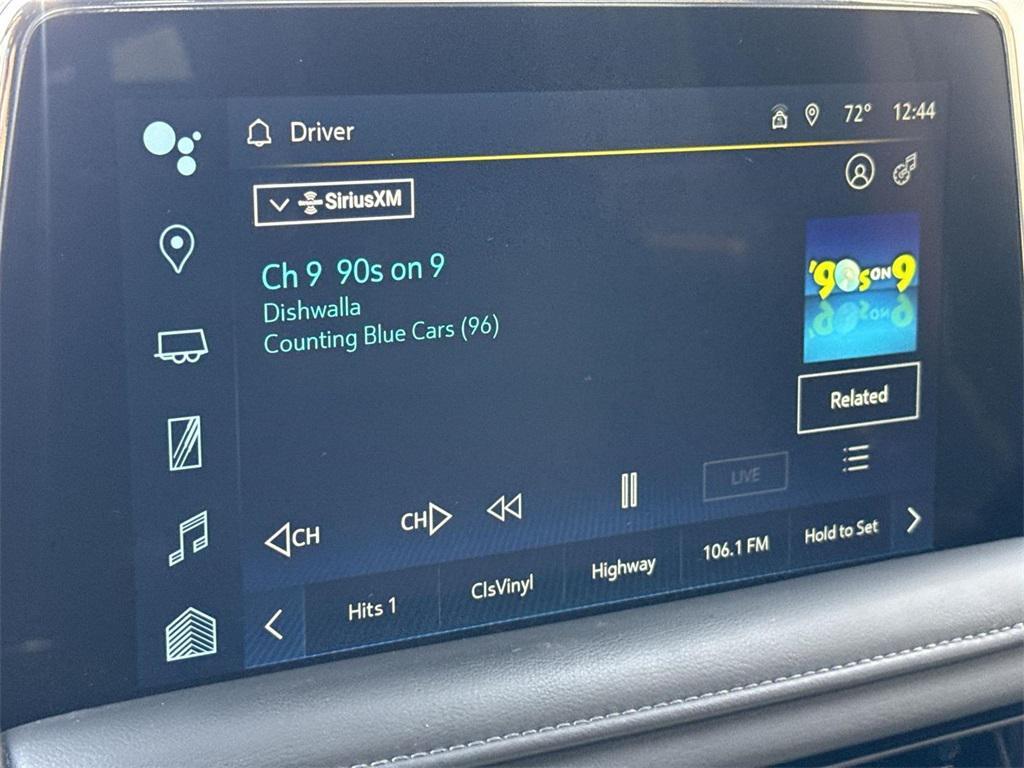 Driver
72° 12:44
SiriusXM
Ch 9 90s on 9
Dishwalla
Counting Blue Cars (96)
'90s ON 9
Related
CH
CH
LIVE
Hits 1
ClsVinyl
Highway
106.1 FM
Hold to Set